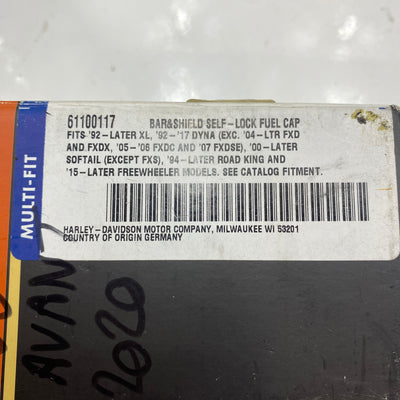 61100117 BAR&SHIELD SELF-LOCK FUEL CAP
FITS '92-LATER XL, '92-'17 DYNA (EXC. '04-LTR FXD
AND FXDX, '05-'06 FXDC AND '07 FXDSE), '00-LATER
SOFTAIL (EXCEPT FXS), '94-LATER ROAD KING AND
'15-LATER FREEWHEELER MODELS. SEE CATALOG FITMENT.
HARLEY-DAVIDSON MOTOR COMPANY, MILWAUKEE WI 53201
COUNTRY OF ORIGIN GERMANY
MULTI-FIT
AVANT
2020